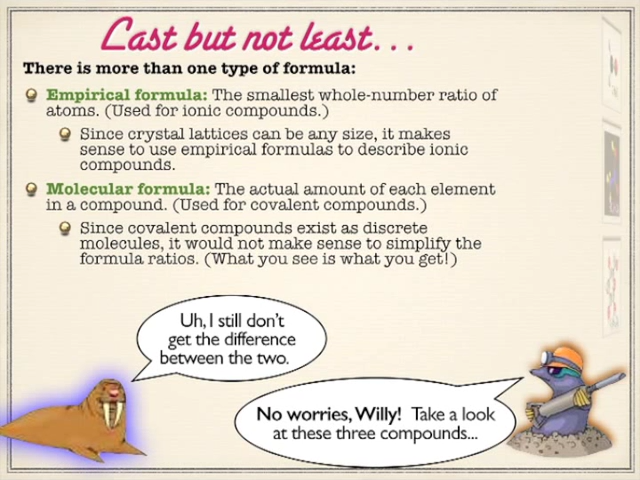 Last but not least...
There is more than one type of formula:
Empirical formula: The smallest whole-number ratio of
atoms. (Used for ionic compounds.)
Since crystal lattices can be any size, it makes
sense to use empirical formulas to describe ionic
compounds.
Molecular formula: The actual amount of each element
in a compound. (Used for covalent compounds.)
Since covalent compounds exist as discrete
molecules, it would not make sense to simplify the
formula ratios. (What you see is what you get!)
Uh, I still don't
get the difference
between the two.
No worries, Willy! Take a look
at these three compounds...